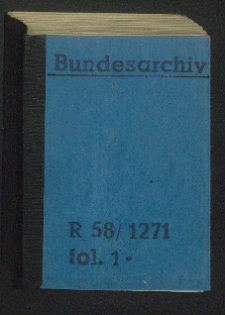 Bundesarchiv
R 58/1271
fol. 1-